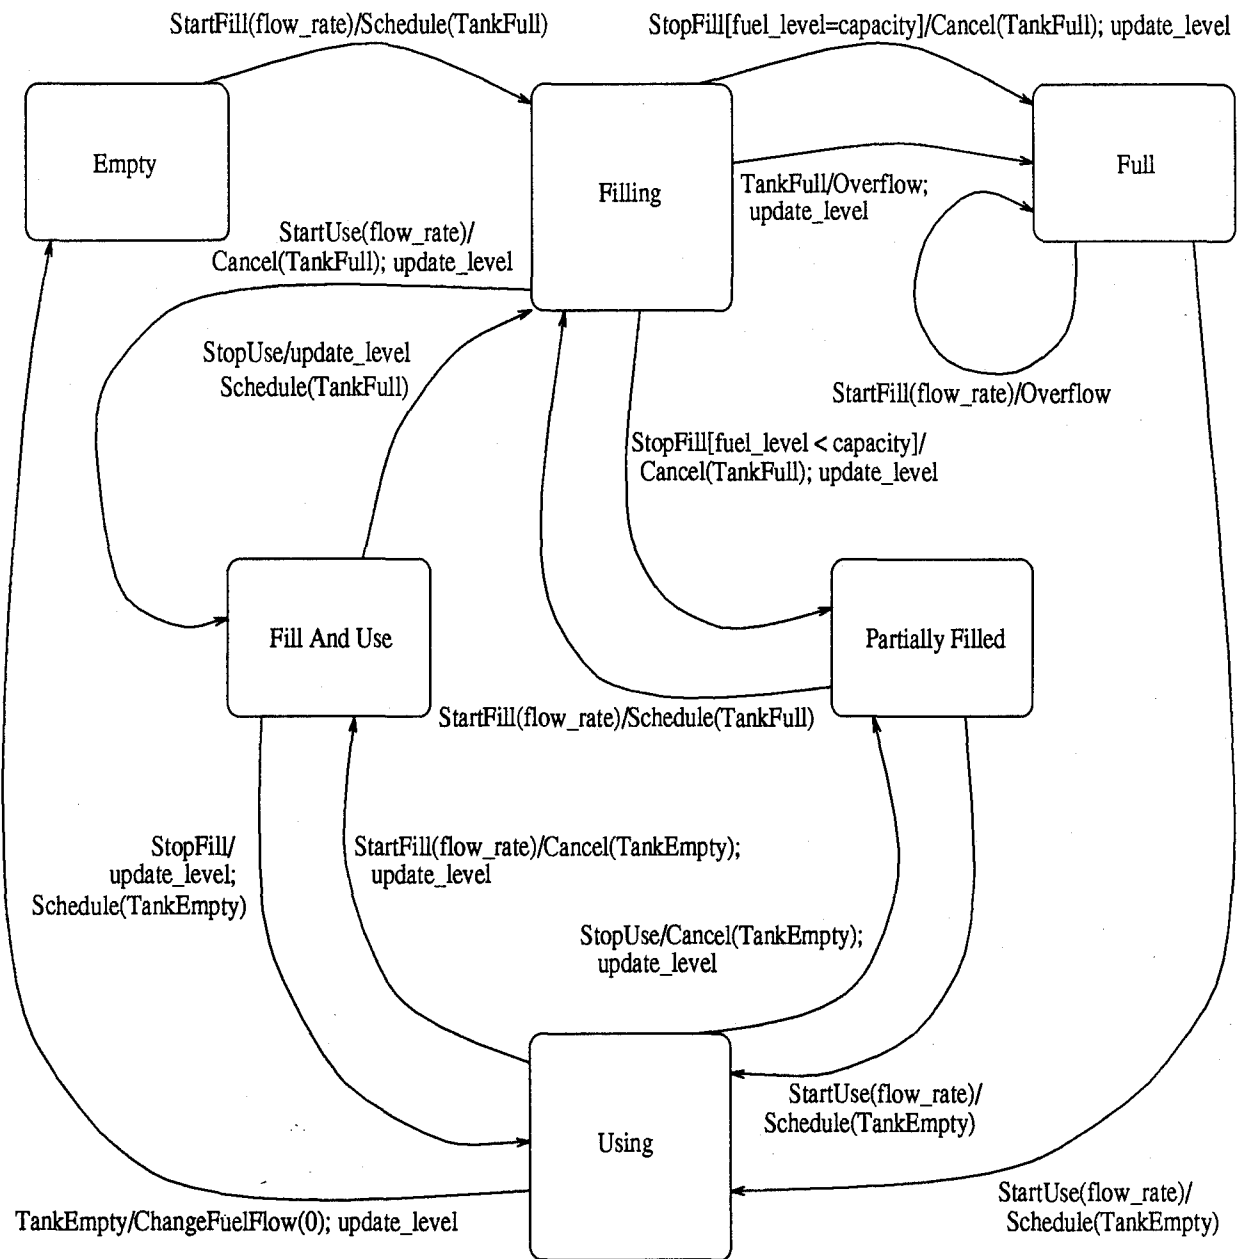 StartFill(flow_rate)/Schedule(TankFull)
StopFill[fuel_level=capacity]/Cancel(TankFull); update_level
Empty
Filling
Full
TankFull/Overflow;
update_level
StartUse(flow_rate)/
Cancel(TankFull); update_level
StopUse/update_level
Schedule(TankFull)
StartFill(flow_rate)/Overflow
StopFill[fuel_level < capacity]/
Cancel(TankFull); update_level
Fill And Use
Partially Filled
StartFill(flow_rate)/Schedule(TankFull)
StopFill/
update_level;
Schedule(TankEmpty)
StartFill(flow_rate)/Cancel(TankEmpty);
update_level
StopUse/Cancel(TankEmpty);
update_level
StartUse(flow_rate)/
Schedule(TankEmpty)
Using
StartUse(flow_rate)/
Schedule(TankEmpty)
TankEmpty/ChangeFuelFlow(0); update_level